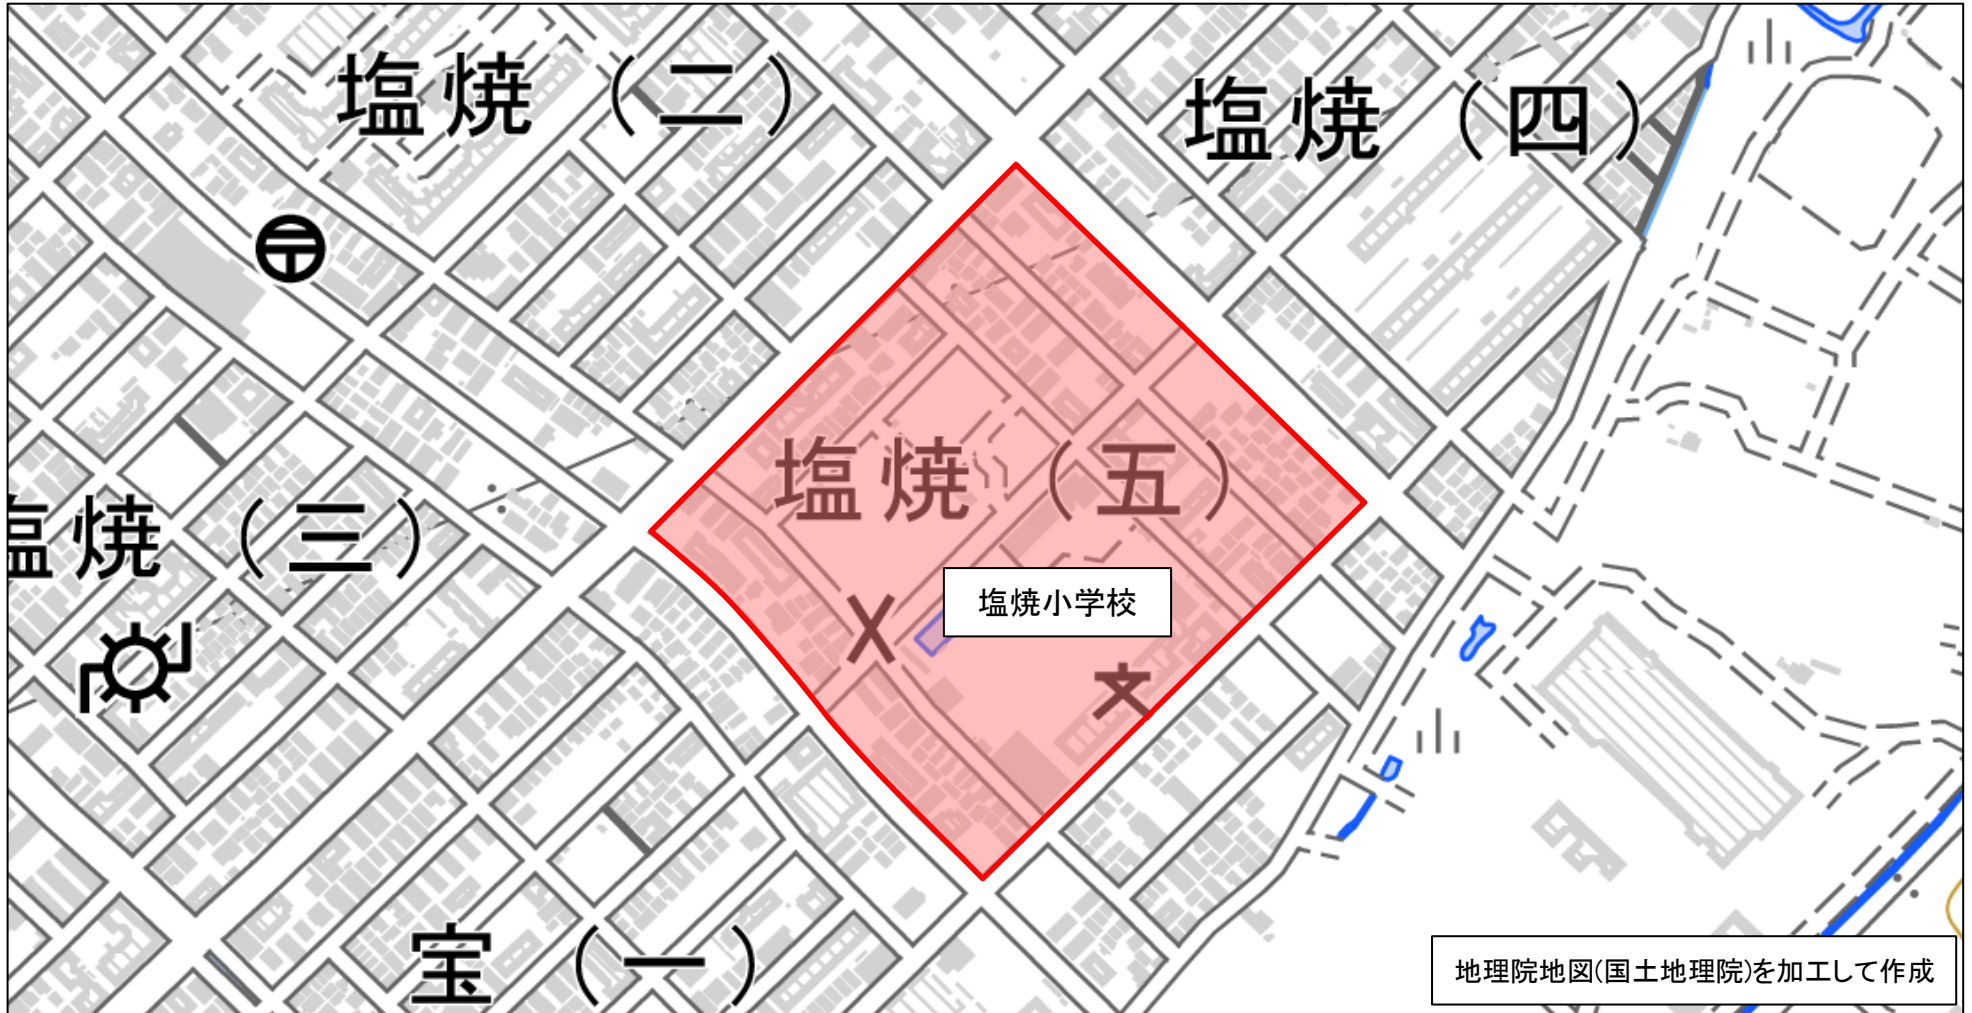 塩焼（二）
塩焼（四）
塩焼（五）
塩焼（三）
塩焼小学校
宝（一）
地理院地図(国土地理院)を加工して作成